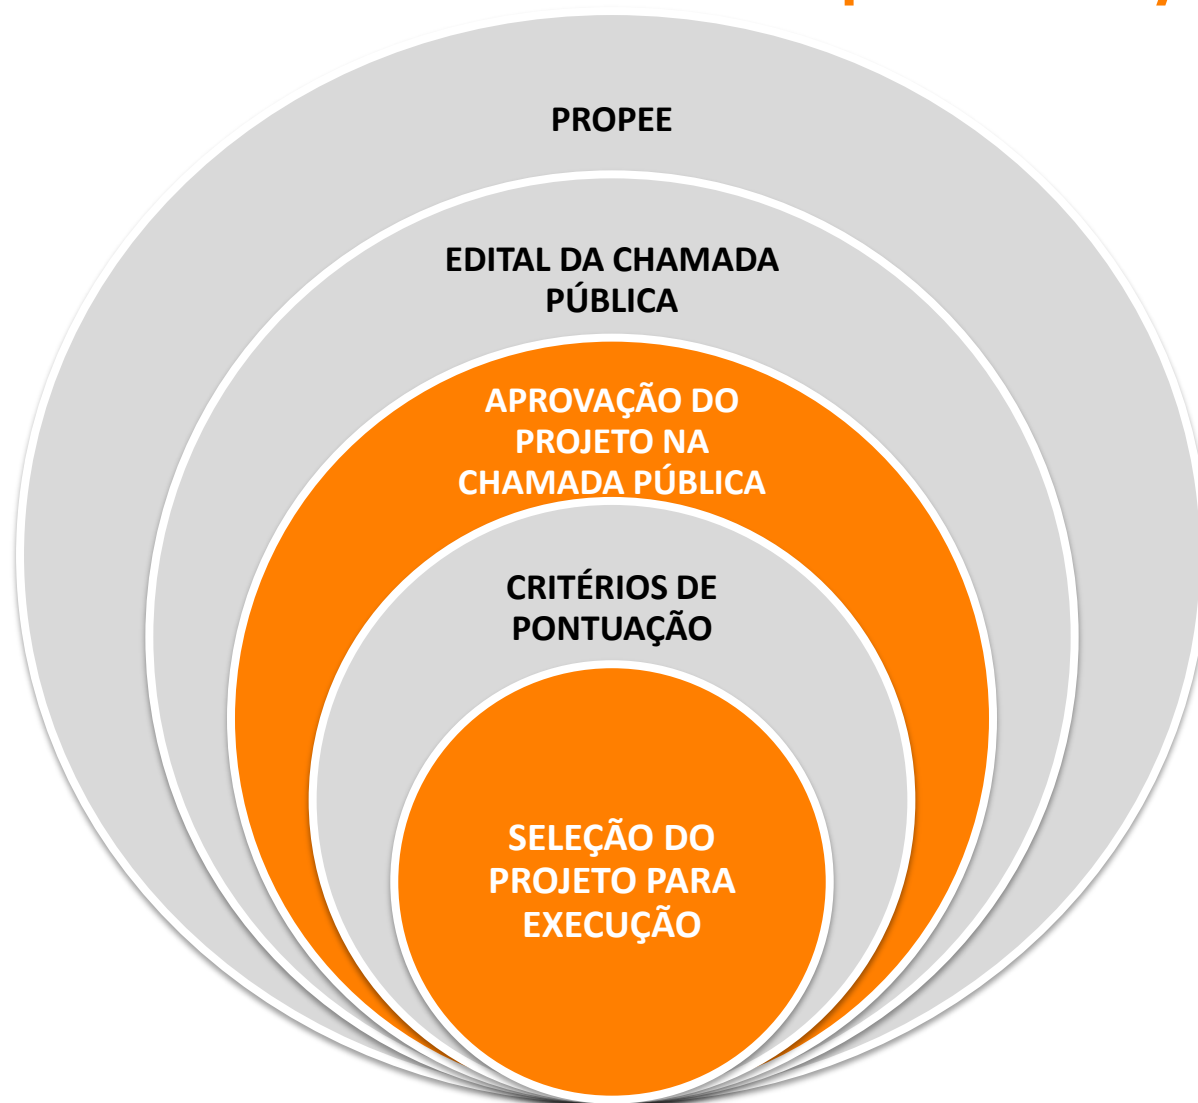 PROPEE
EDITAL DA CHAMADA
PÚBLICA
APROVAÇÃO DO
PROJETO NA
CHAMADA PÚBLICA
CRITÉRIOS DE
PONTUAÇÃO
SELEÇÃO DO
PROJETO PARA
EXECUÇÃO